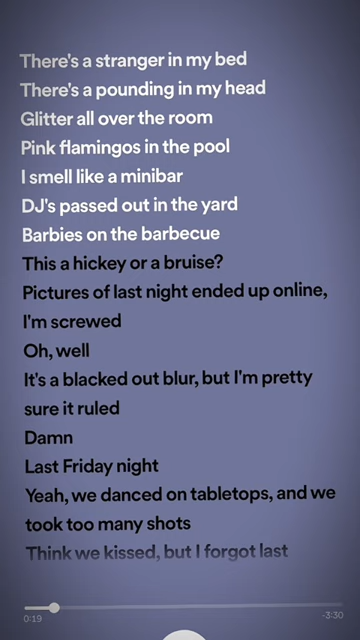 There's a stranger in my bed
There's a pounding in my head
Glitter all over the room
Pink flamingos in the pool
I smell like a minibar
DJ's passed out in the yard
Barbies on the barbecue
This a hickey or a bruise?
Pictures of last night ended up online,
I'm screwed
Oh, well
It's a blacked out blur, but I'm pretty
sure it ruled
Damn
Last Friday night
Yeah, we danced on tabletops, and we
took too many shots
Think we kissed, but I forgot last
0:19 -3:30